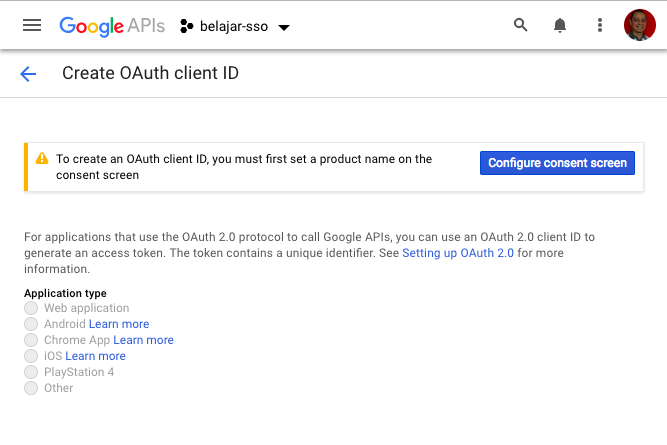 Google APIs belajar-sso
Create OAuth client ID
To create an OAuth client ID, you must first set a product name on the
consent screen
Configure consent screen
For applications that use the OAuth 2.0 protocol to call Google APIs, you can use an OAuth 2.0 client ID to
generate an access token. The token contains a unique identifier. See Setting up OAuth 2.0 for more
information.
Application type
Web application
Android Learn more
Chrome App Learn more
iOS Learn more
PlayStation 4
Other